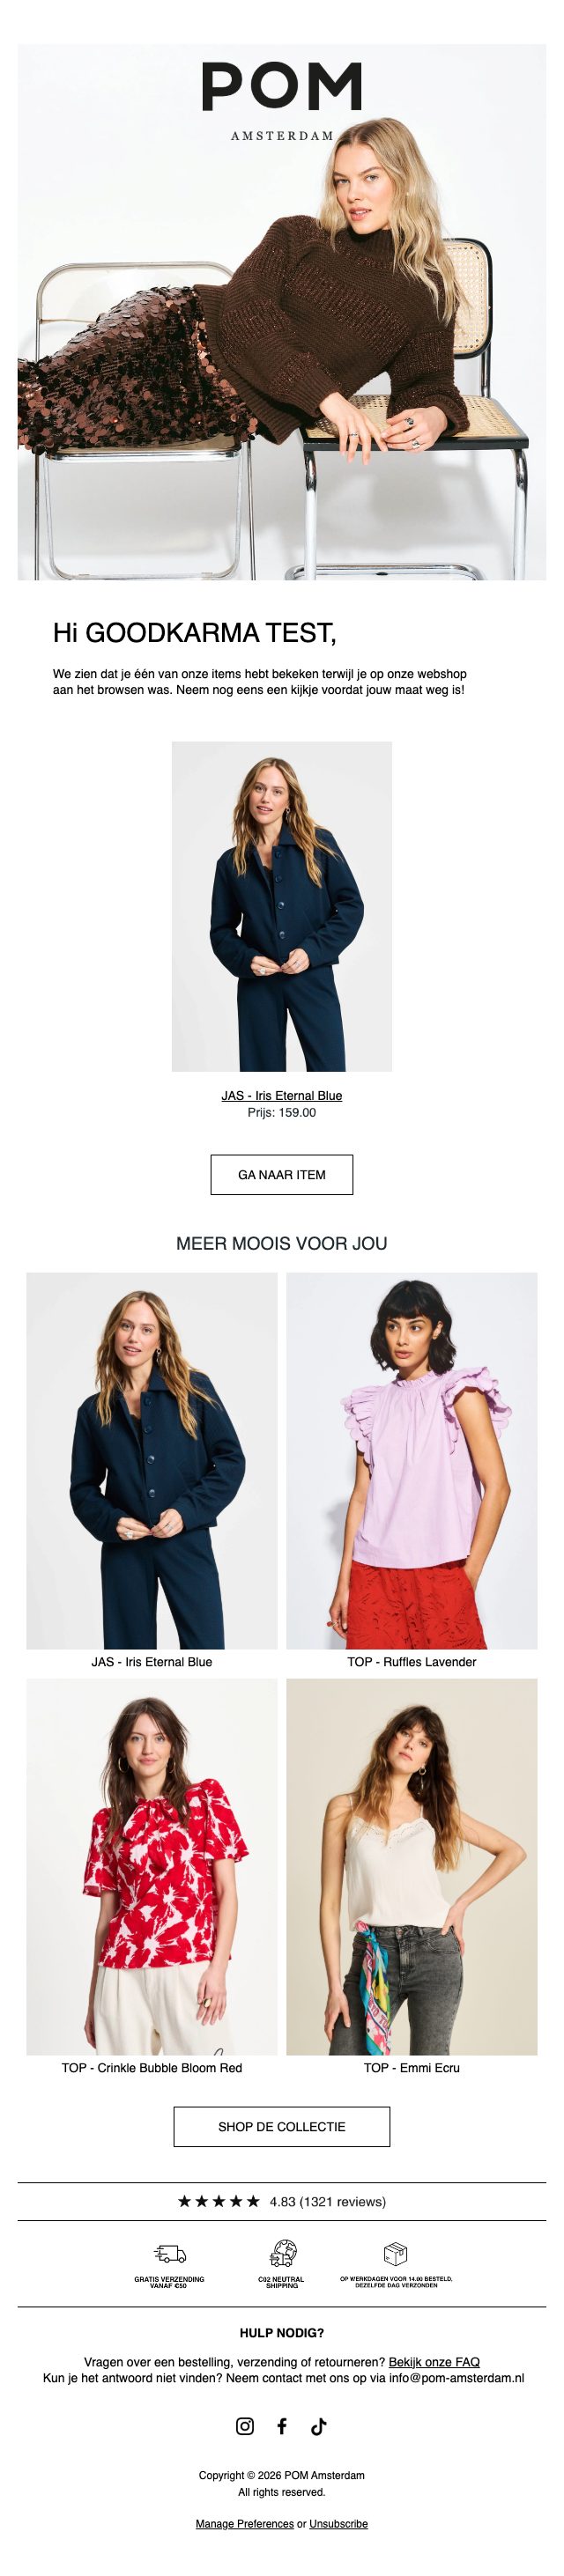 POM
AMSTERDAM
Hi GOODKARMA TEST,
We zien dat je één van onze items hebt bekeken terwijl je op onze webshop
aan het browsen was. Neem nog eens een kijkje voordat jouw maat weg is!
JAS - Iris Eternal Blue
Prijs: 159.00
GA NAAR ITEM
MEER MOOIS VOOR JOU
JAS - Iris Eternal Blue
TOP - Ruffles Lavender
TOP - Crinkle Bubble Bloom Red
TOP - Emmi Ecru
SHOP DE COLLECTIE
★★★★★ 4.83 (1321 reviews)
GRATIS VERZENDING
VANAF €50
C02 NEUTRAL
SHIPPING
OP WERKDAGEN VOOR 14.00 BESTELD,
DEZELFDE DAG VERZONDEN
HULP NODIG?
Vragen over een bestelling, verzending of retourneren? Bekijk onze FAQ
Kun je het antwoord niet vinden? Neem contact met ons op via info@pom-amsterdam.nl
Copyright © 2026 POM Amsterdam
All rights reserved.
Manage Preferences or Unsubscribe